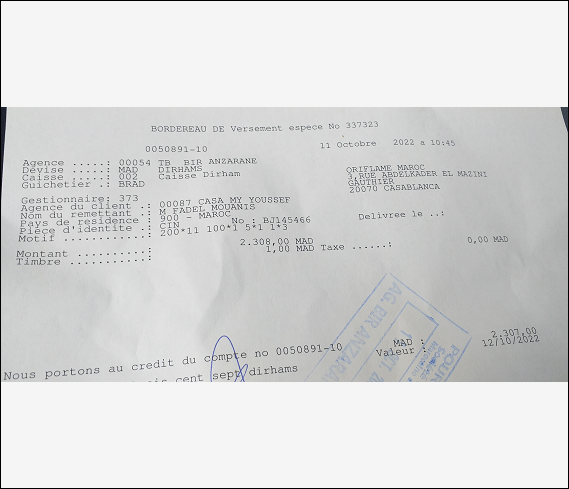 BORDEREAU DE Versement espece No 337323
0050891-10 11 Octobre 2022 a 10:45
Agence .....: 00054 TB BIR ANZARANE
Devise .....: MAD DIRHAMS ORIFLAME MAROC
Caisse .....: 002 Caisse Dirham 3,RUE ABDELKADER EL MAZINI
Guichetier .: BRAD GAUTHIER
20070 CASABLANCA
Gestionnaire: 373
Agence du client .: 00087 CASA MY YOUSSEF
Nom du remettant .: M FADEL MOUANIS
Pays de residence : 900 - MAROC
Piece d'identite .: CIN No : BJ145466 Delivree le ..:
Motif ............: 200*11 100*1 5*1 1*3
Montant ..........: 2.308,00 MAD
Timbre ...........: 1,00 MAD Taxe ......: 0,00 MAD
AG. BIR ANZARANE
Nous portons au credit du compte no 0050891-10 MAD : 2.307,00
Valeur : 12/10/2022
cent sept dirhams